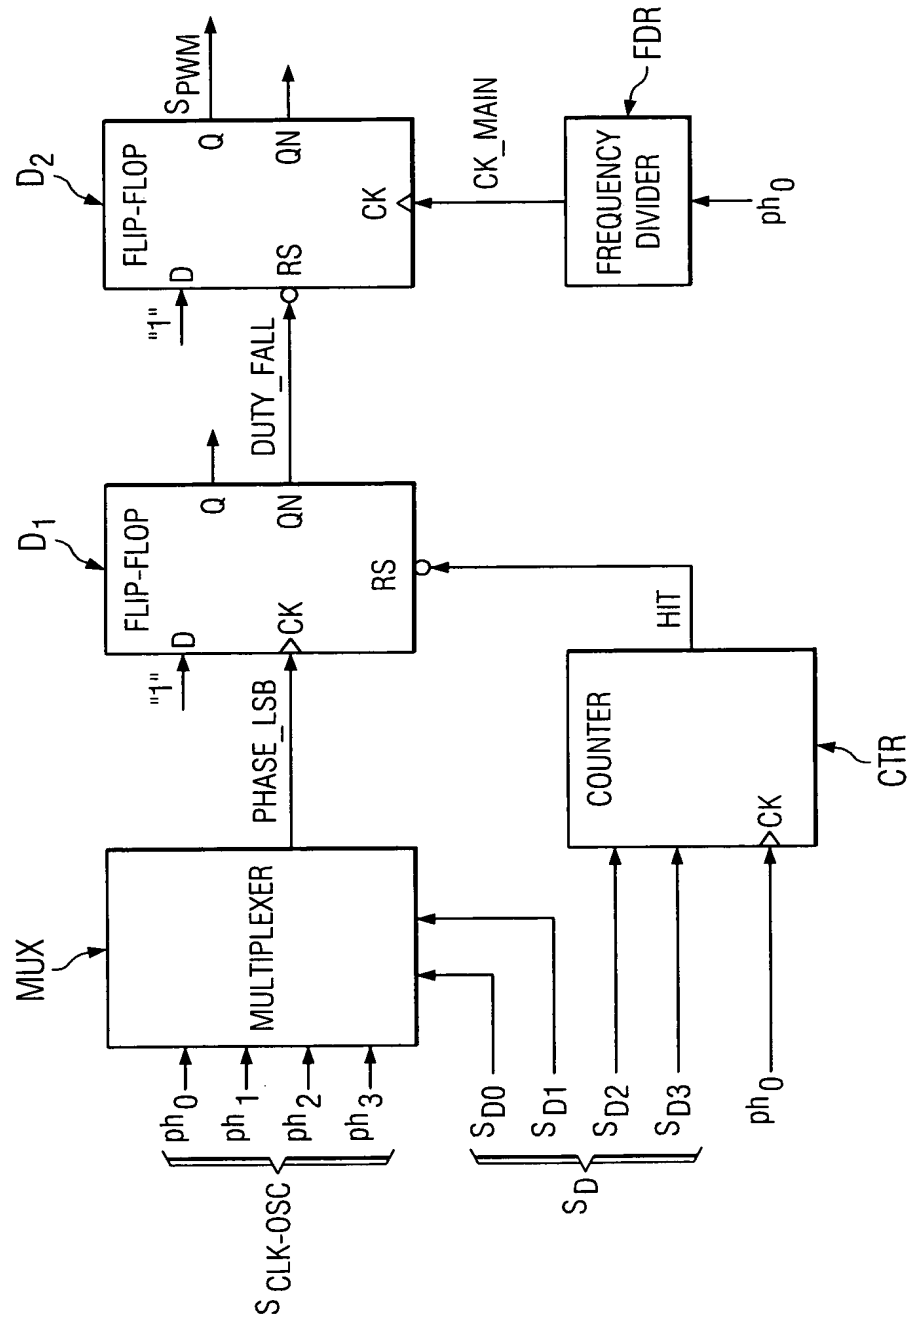 MUX
MULTIPLEXER
ph0
ph1
ph2
ph3
S CLK-OSC
SD0
SD1
SD2
SD3
SD
ph0
PHASE_LSB
COUNTER
CK
CTR
HIT
D1
FLIP-FLOP
"1"
D
CK
RS
Q
QN
DUTY_FALL
D2
FLIP-FLOP
"1"
D
RS
CK
Q
QN
SPWM
CK_MAIN
FREQUENCY
DIVIDER
FDR
ph0